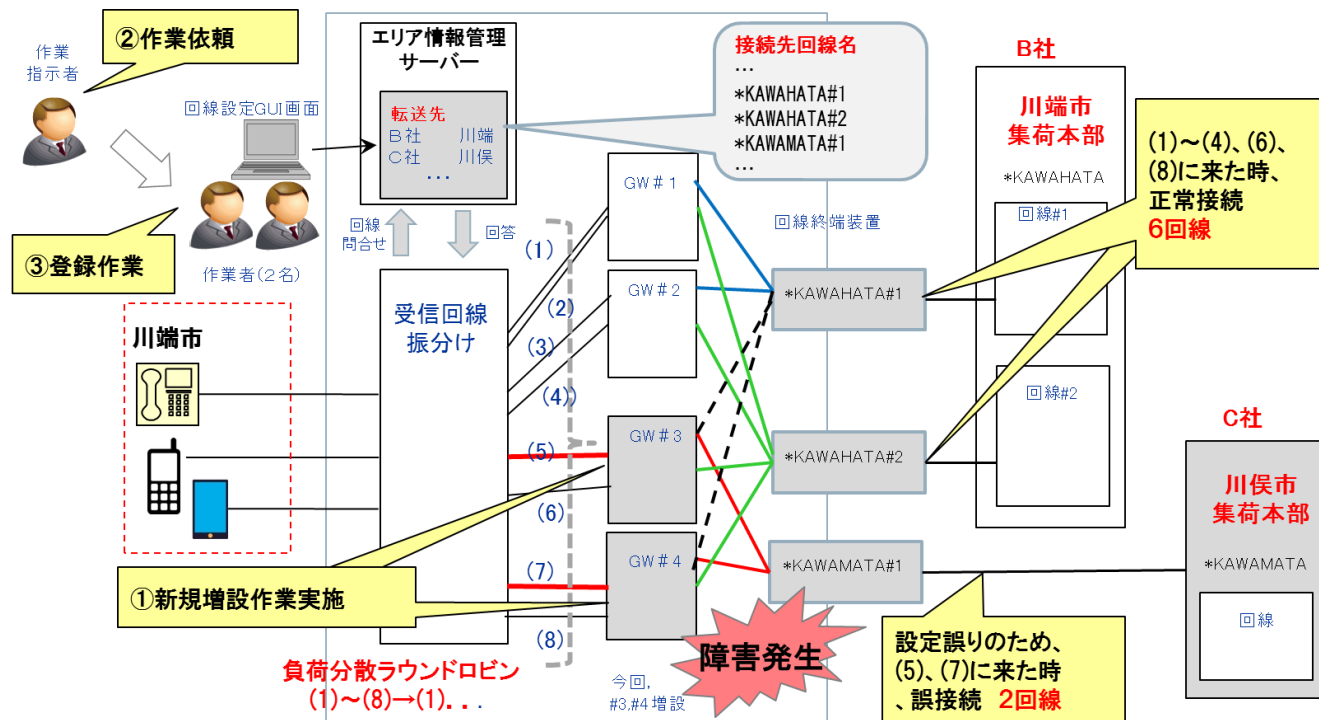 ②作業依頼
作業
指示者
回線設定GUI画面
③登録作業
作業者(2名)
エリア情報管理
サーバー
転送先
B社 川端
C社 川俣
…
接続先回線名
…
*KAWAHATA#1
*KAWAHATA#2
*KAWAMATA#1
…
回線
問合せ
回答
受信回線
振分け
川端市
(1)
(2)
(3)
(4))
(5)
(6)
(7)
(8)
GW#1
GW#2
GW#3
GW#4
回線終端装置
*KAWAHATA#1
*KAWAHATA#2
*KAWAMATA#1
B社
川端市
集荷本部
*KAWAHATA
回線#1
回線#2
(1)～(4)、(6)、
(8)に来た時、
正常接続
6回線
C社
川俣市
集荷本部
*KAWAMATA
回線
①新規増設作業実施
負荷分散ラウンドロビン
(1)～(8)→(1)．．．
今回,
#3,#4増設
障害発生
設定誤りのため、
(5)、(7)に来た時
、誤接続 2回線